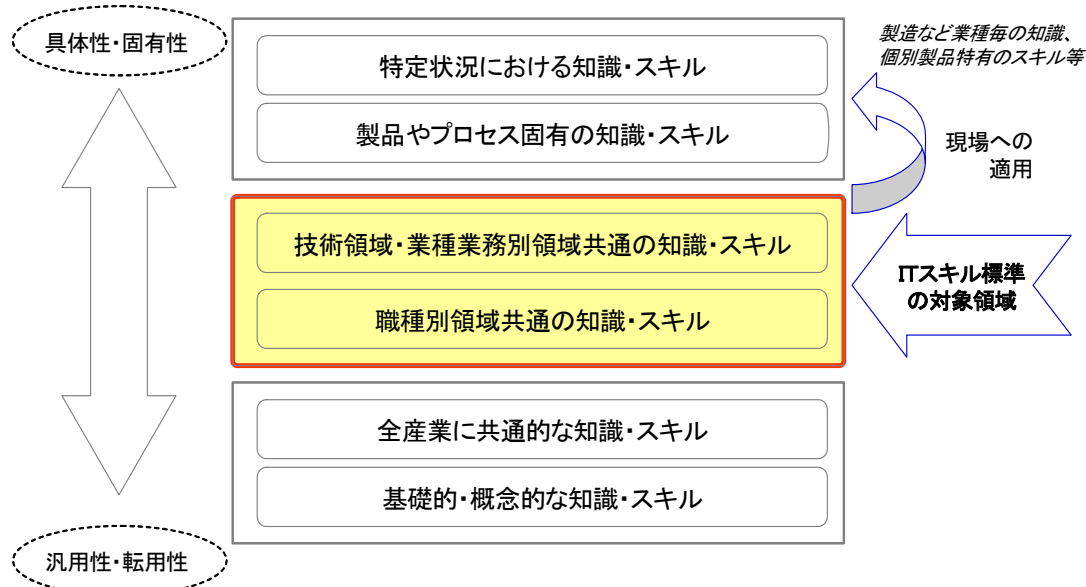 具体性・固有性
特定状況における知識・スキル
製品やプロセス固有の知識・スキル
製造など業種毎の知識、
個別製品特有のスキル等
現場への
適用
技術領域・業種業務別領域共通の知識・スキル
職種別領域共通の知識・スキル
ITスキル標準
の対象領域
全産業に共通的な知識・スキル
基礎的・概念的な知識・スキル
汎用性・転用性